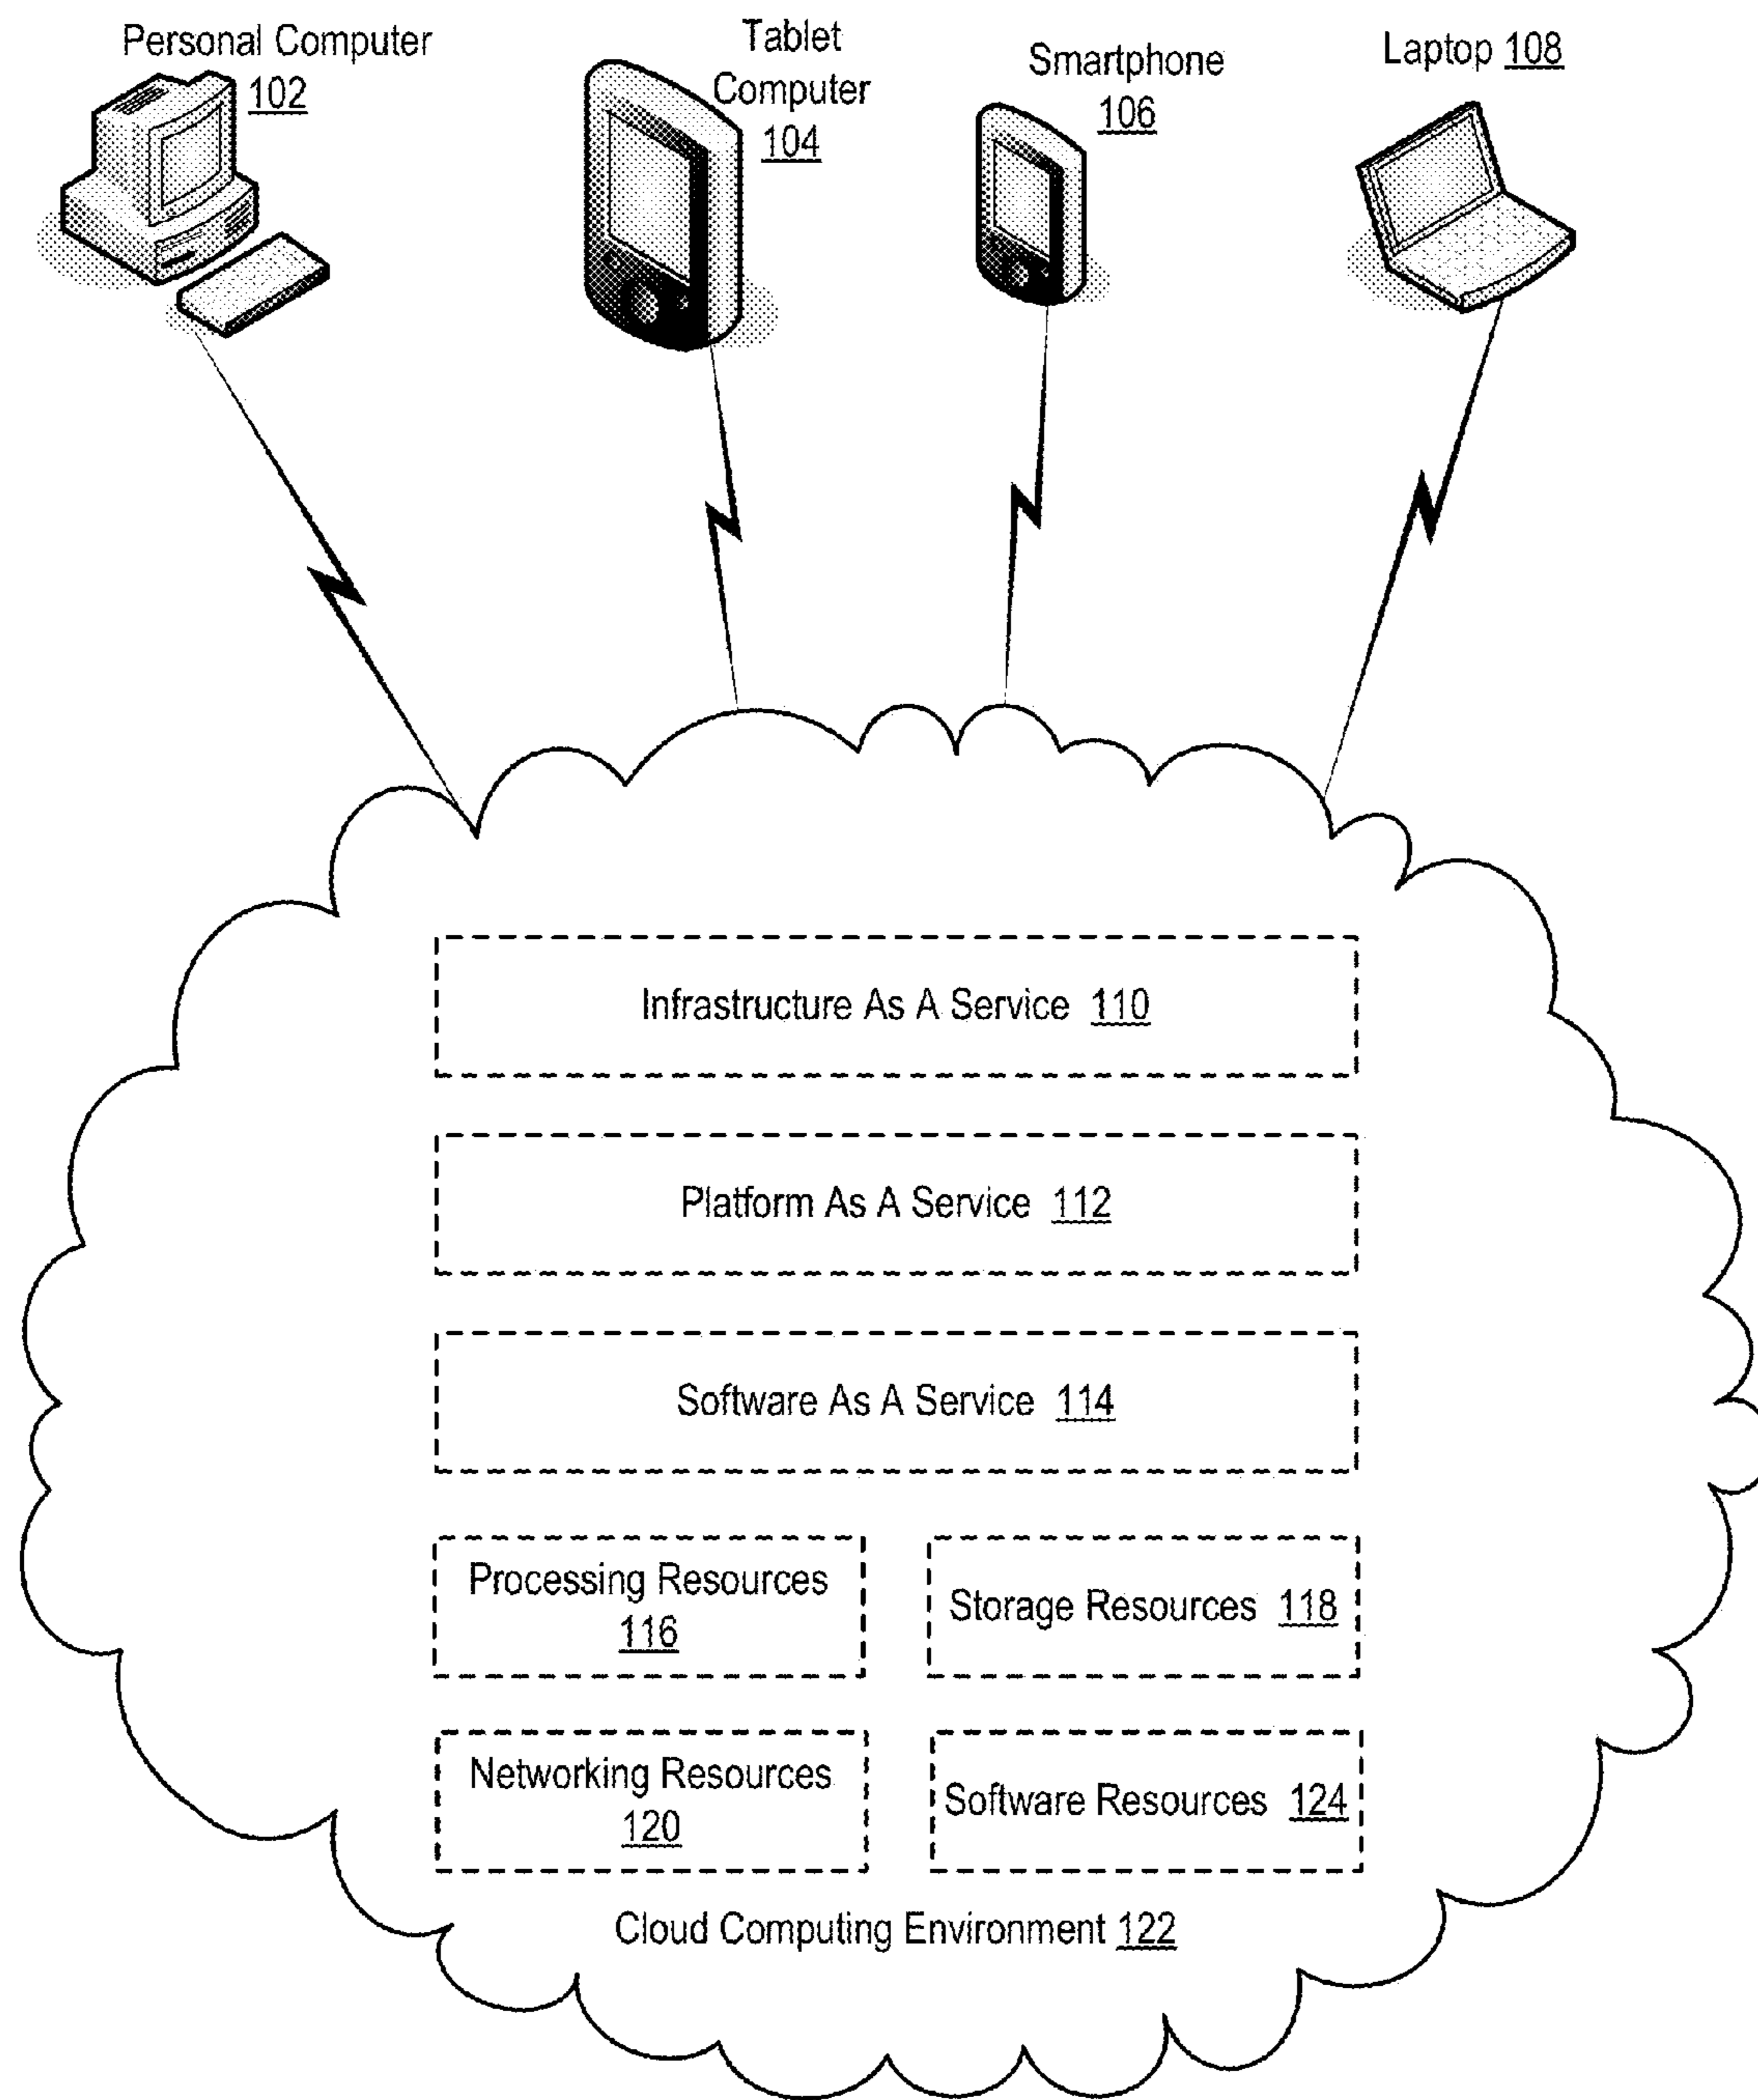 Personal Computer
102
Tablet
Computer
104
Smartphone
106
Laptop 108
Infrastructure As A Service 110
Platform As A Service 112
Software As A Service 114
Processing Resources
116
Storage Resources 118
Networking Resources
120
Software Resources 124
Cloud Computing Environment 122